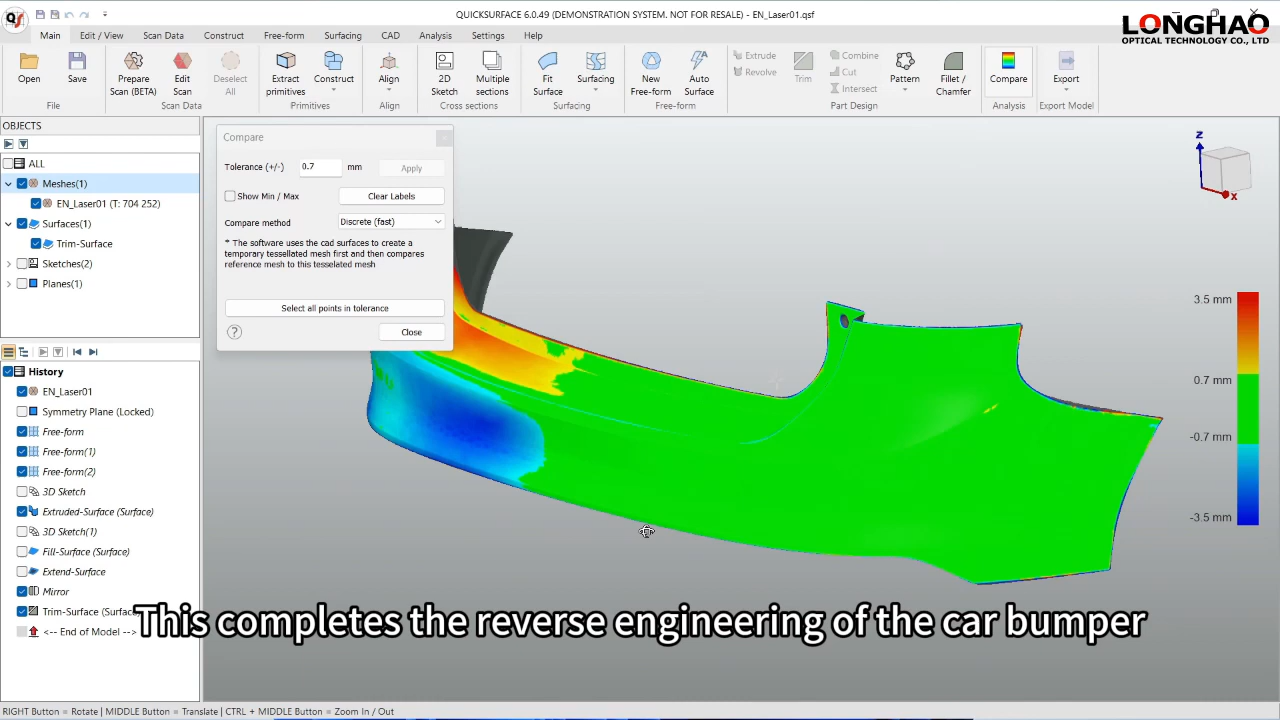 QUICKSURFACE 6.0.49 (DEMONSTRATION SYSTEM. NOT FOR RESALE) - EN_Laser01.qsf
LONGHAO
OPTICAL TECHNOLOGY CO., LTD
Main Edit / View Scan Data Construct Free-form Surfacing CAD Analysis Settings Help
Open
Save
File
Prepare Scan (BETA)
Edit Scan
Deselect All
Scan Data
Extract primitives
Construct
Primitives
Align
Align
2D Sketch
Multiple sections
Cross sections
Fit Surface
Surfacing
Surfacing
New Free-form
Auto Surface
Free-form
Extrude
Revolve
Trim
Combine
Cut
Intersect
Pattern
Fillet / Chamfer
Part Design
Compare
Analysis
Export
Export Model
OBJECTS
ALL
Meshes(1)
EN_Laser01 (T: 704 252)
Surfaces(1)
Trim-Surface
Sketches(2)
Planes(1)
History
EN_Laser01
Symmetry Plane (Locked)
Free-form
Free-form(1)
Free-form(2)
3D Sketch
Extruded-Surface (Surface)
3D Sketch(1)
Fill-Surface (Surface)
Extend-Surface
Mirror
Trim-Surface (Surfa
<-- End of Model -->
Compare
Tolerance (+/-) 0.7 mm Apply
Show Min / Max Clear Labels
Compare method Discrete (fast)
* The software uses the cad surfaces to create a
temporary tessellated mesh first and then compares
reference mesh to this tesselated mesh
Select all points in tolerance
? Close
Z
X
3.5 mm
0.7 mm
-0.7 mm
-3.5 mm
This completes the reverse engineering of the car bumper
RIGHT Button = Rotate | MIDDLE Button = Translate | CTRL + MIDDLE Button = Zoom In / Out